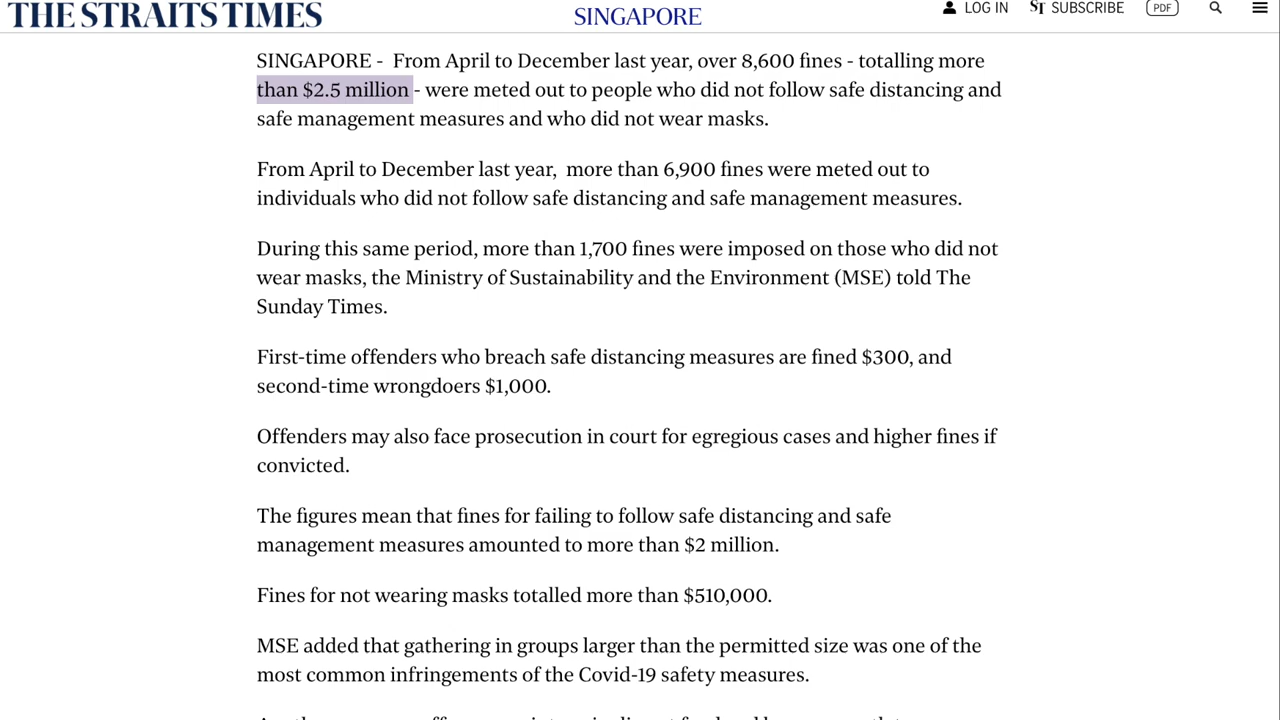 THE STRAITS TIMES
SINGAPORE
LOG IN
ST SUBSCRIBE
PDF
SINGAPORE - From April to December last year, over 8,600 fines - totalling more
than $2.5 million - were meted out to people who did not follow safe distancing and
safe management measures and who did not wear masks.
From April to December last year, more than 6,900 fines were meted out to
individuals who did not follow safe distancing and safe management measures.
During this same period, more than 1,700 fines were imposed on those who did not
wear masks, the Ministry of Sustainability and the Environment (MSE) told The
Sunday Times.
First-time offenders who breach safe distancing measures are fined $300, and
second-time wrongdoers $1,000.
Offenders may also face prosecution in court for egregious cases and higher fines if
convicted.
The figures mean that fines for failing to follow safe distancing and safe
management measures amounted to more than $2 million.
Fines for not wearing masks totalled more than $510,000.
MSE added that gathering in groups larger than the permitted size was one of the
most common infringements of the Covid-19 safety measures.